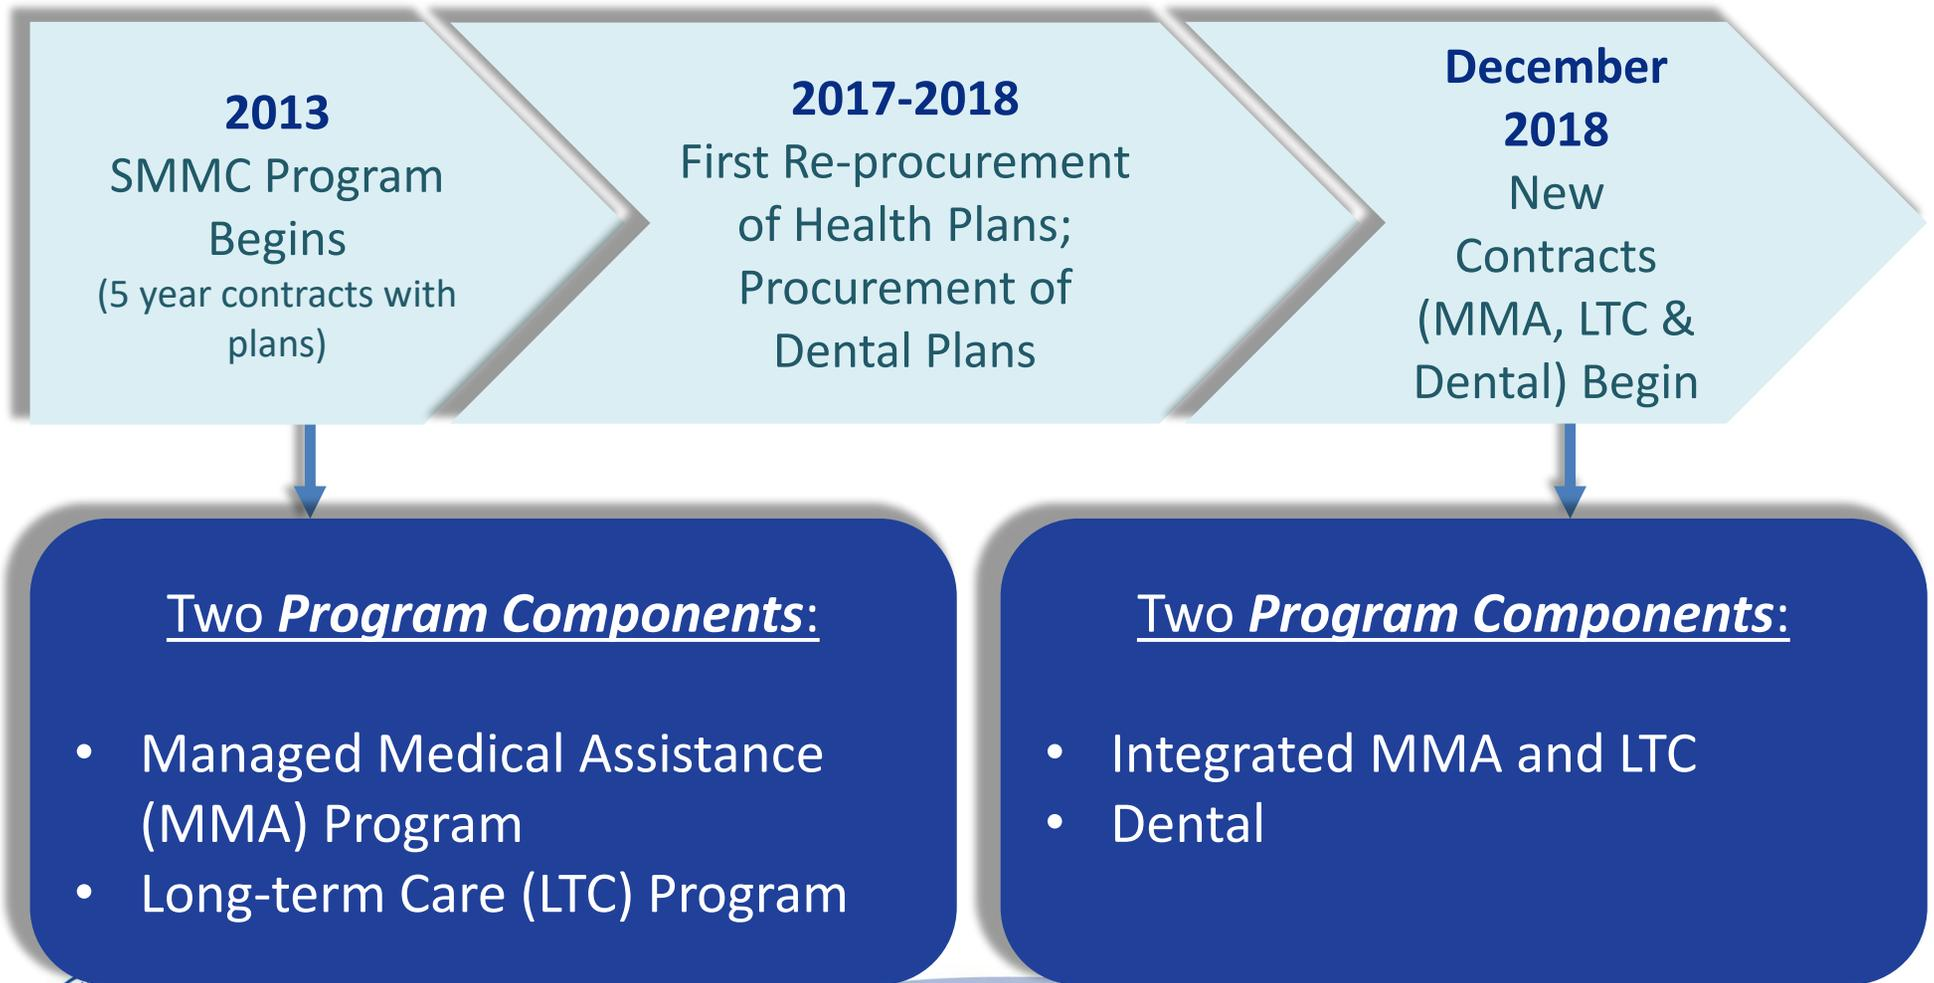 2013
SMMC Program
Begins
(5 year contracts with
plans)
2017-2018
First Re-procurement
of Health Plans;
Procurement of
Dental Plans
December
2018
New
Contracts
(MMA, LTC &
Dental) Begin
Two Program Components:
• Managed Medical Assistance
(MMA) Program
• Long-term Care (LTC) Program
Two Program Components:
• Integrated MMA and LTC
• Dental